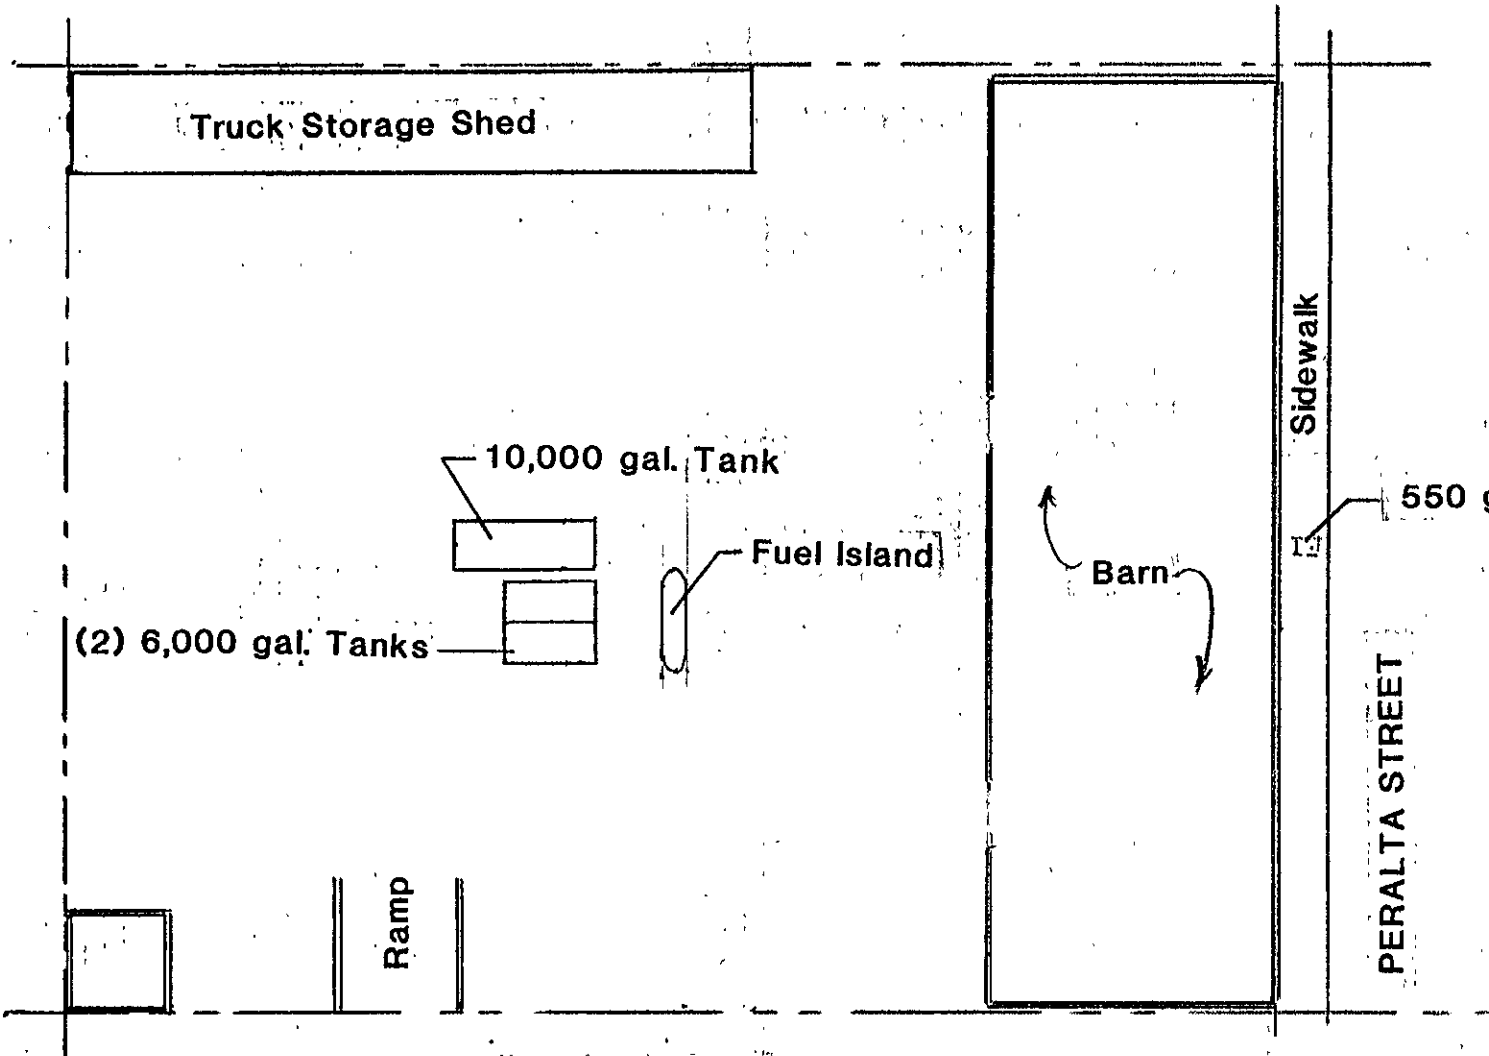 Truck Storage Shed
Sidewalk
10,000 gal. Tank
550
Fuel Island
Barn
(2) 6,000 gal. Tanks
PERALTA STREET
Ramp